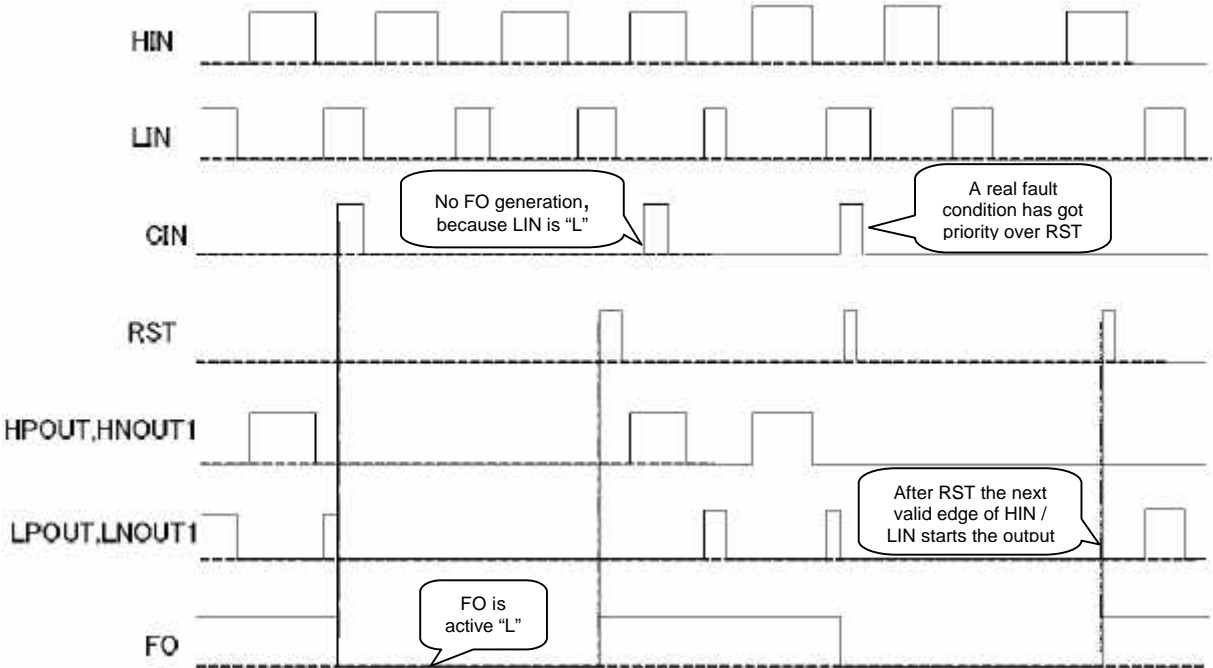 HIN
LIN
No FO generation,
because LIN is “L”
A real fault
condition has got
priority over RST
CIN
RST
HPOUT,HNOUT1
After RST the next
valid edge of HIN /
LIN starts the output
LPOUT,LNOUT1
FO is
active “L”
FO